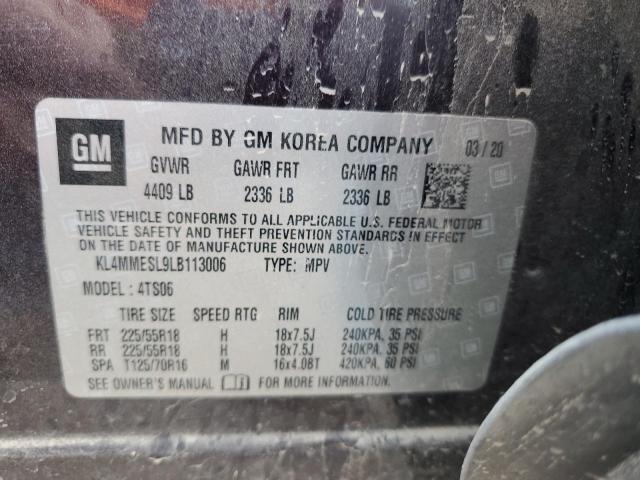 GM MFD BY GM KOREA COMPANY 03/20
GVWR GAWR FRT GAWR RR
4409 LB 2336 LB 2336 LB
THIS VEHICLE CONFORMS TO ALL APPLICABLE U.S. FEDERAL MOTOR
VEHICLE SAFETY AND THEFT PREVENTION STANDARDS IN EFFECT
ON THE DATE OF MANUFACTURE SHOWN ABOVE.
KL4MMESL9LB113006 TYPE: MPV
MODEL: 4TS06
TIRE SIZE SPEED RTG RIM COLD TIRE PRESSURE
FRT 225/55R18 H 18x7.5J 240KPA, 35 PSI
RR 225/55R18 H 18x7.5J 240KPA, 35 PSI
SPA T125/70R16 M 16x4.0BT 420KPA, 60 PSI
SEE OWNER'S MANUAL FOR MORE INFORMATION.